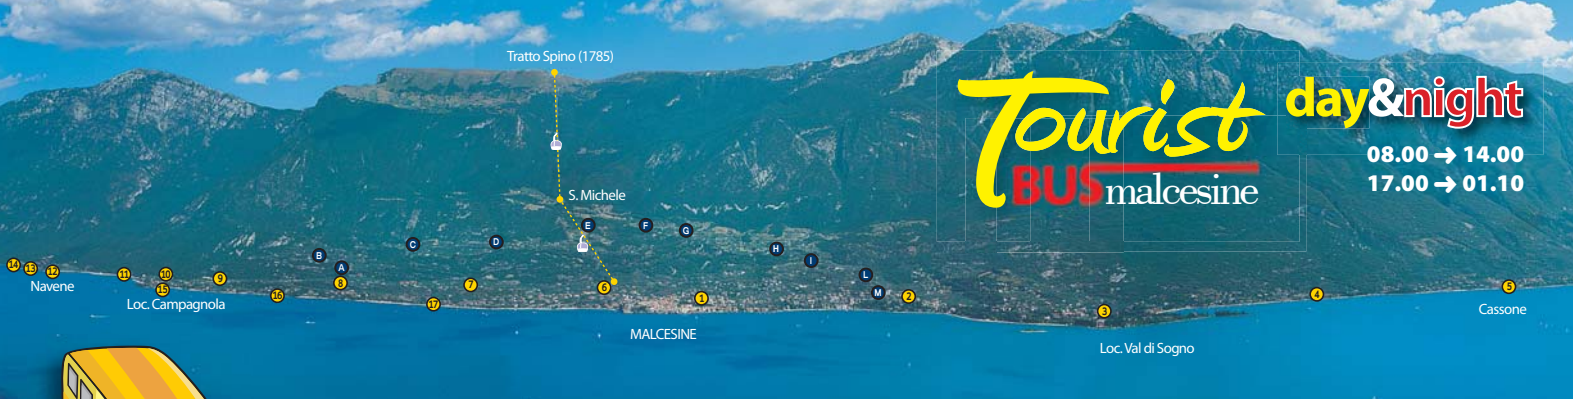 Tratto Spino (1785)
Tourist
BUS malcesine
day&night
08.00 → 14.00
17.00 → 01.10
S. Michele
E
F
G
D
C
H
B
A
I
L
M
14
13
12
11
10
15
9
8
16
7
17
6
1
2
3
4
5
Navene
Loc. Campagnola
MALCESINE
Loc. Val di Sogno
Cassone